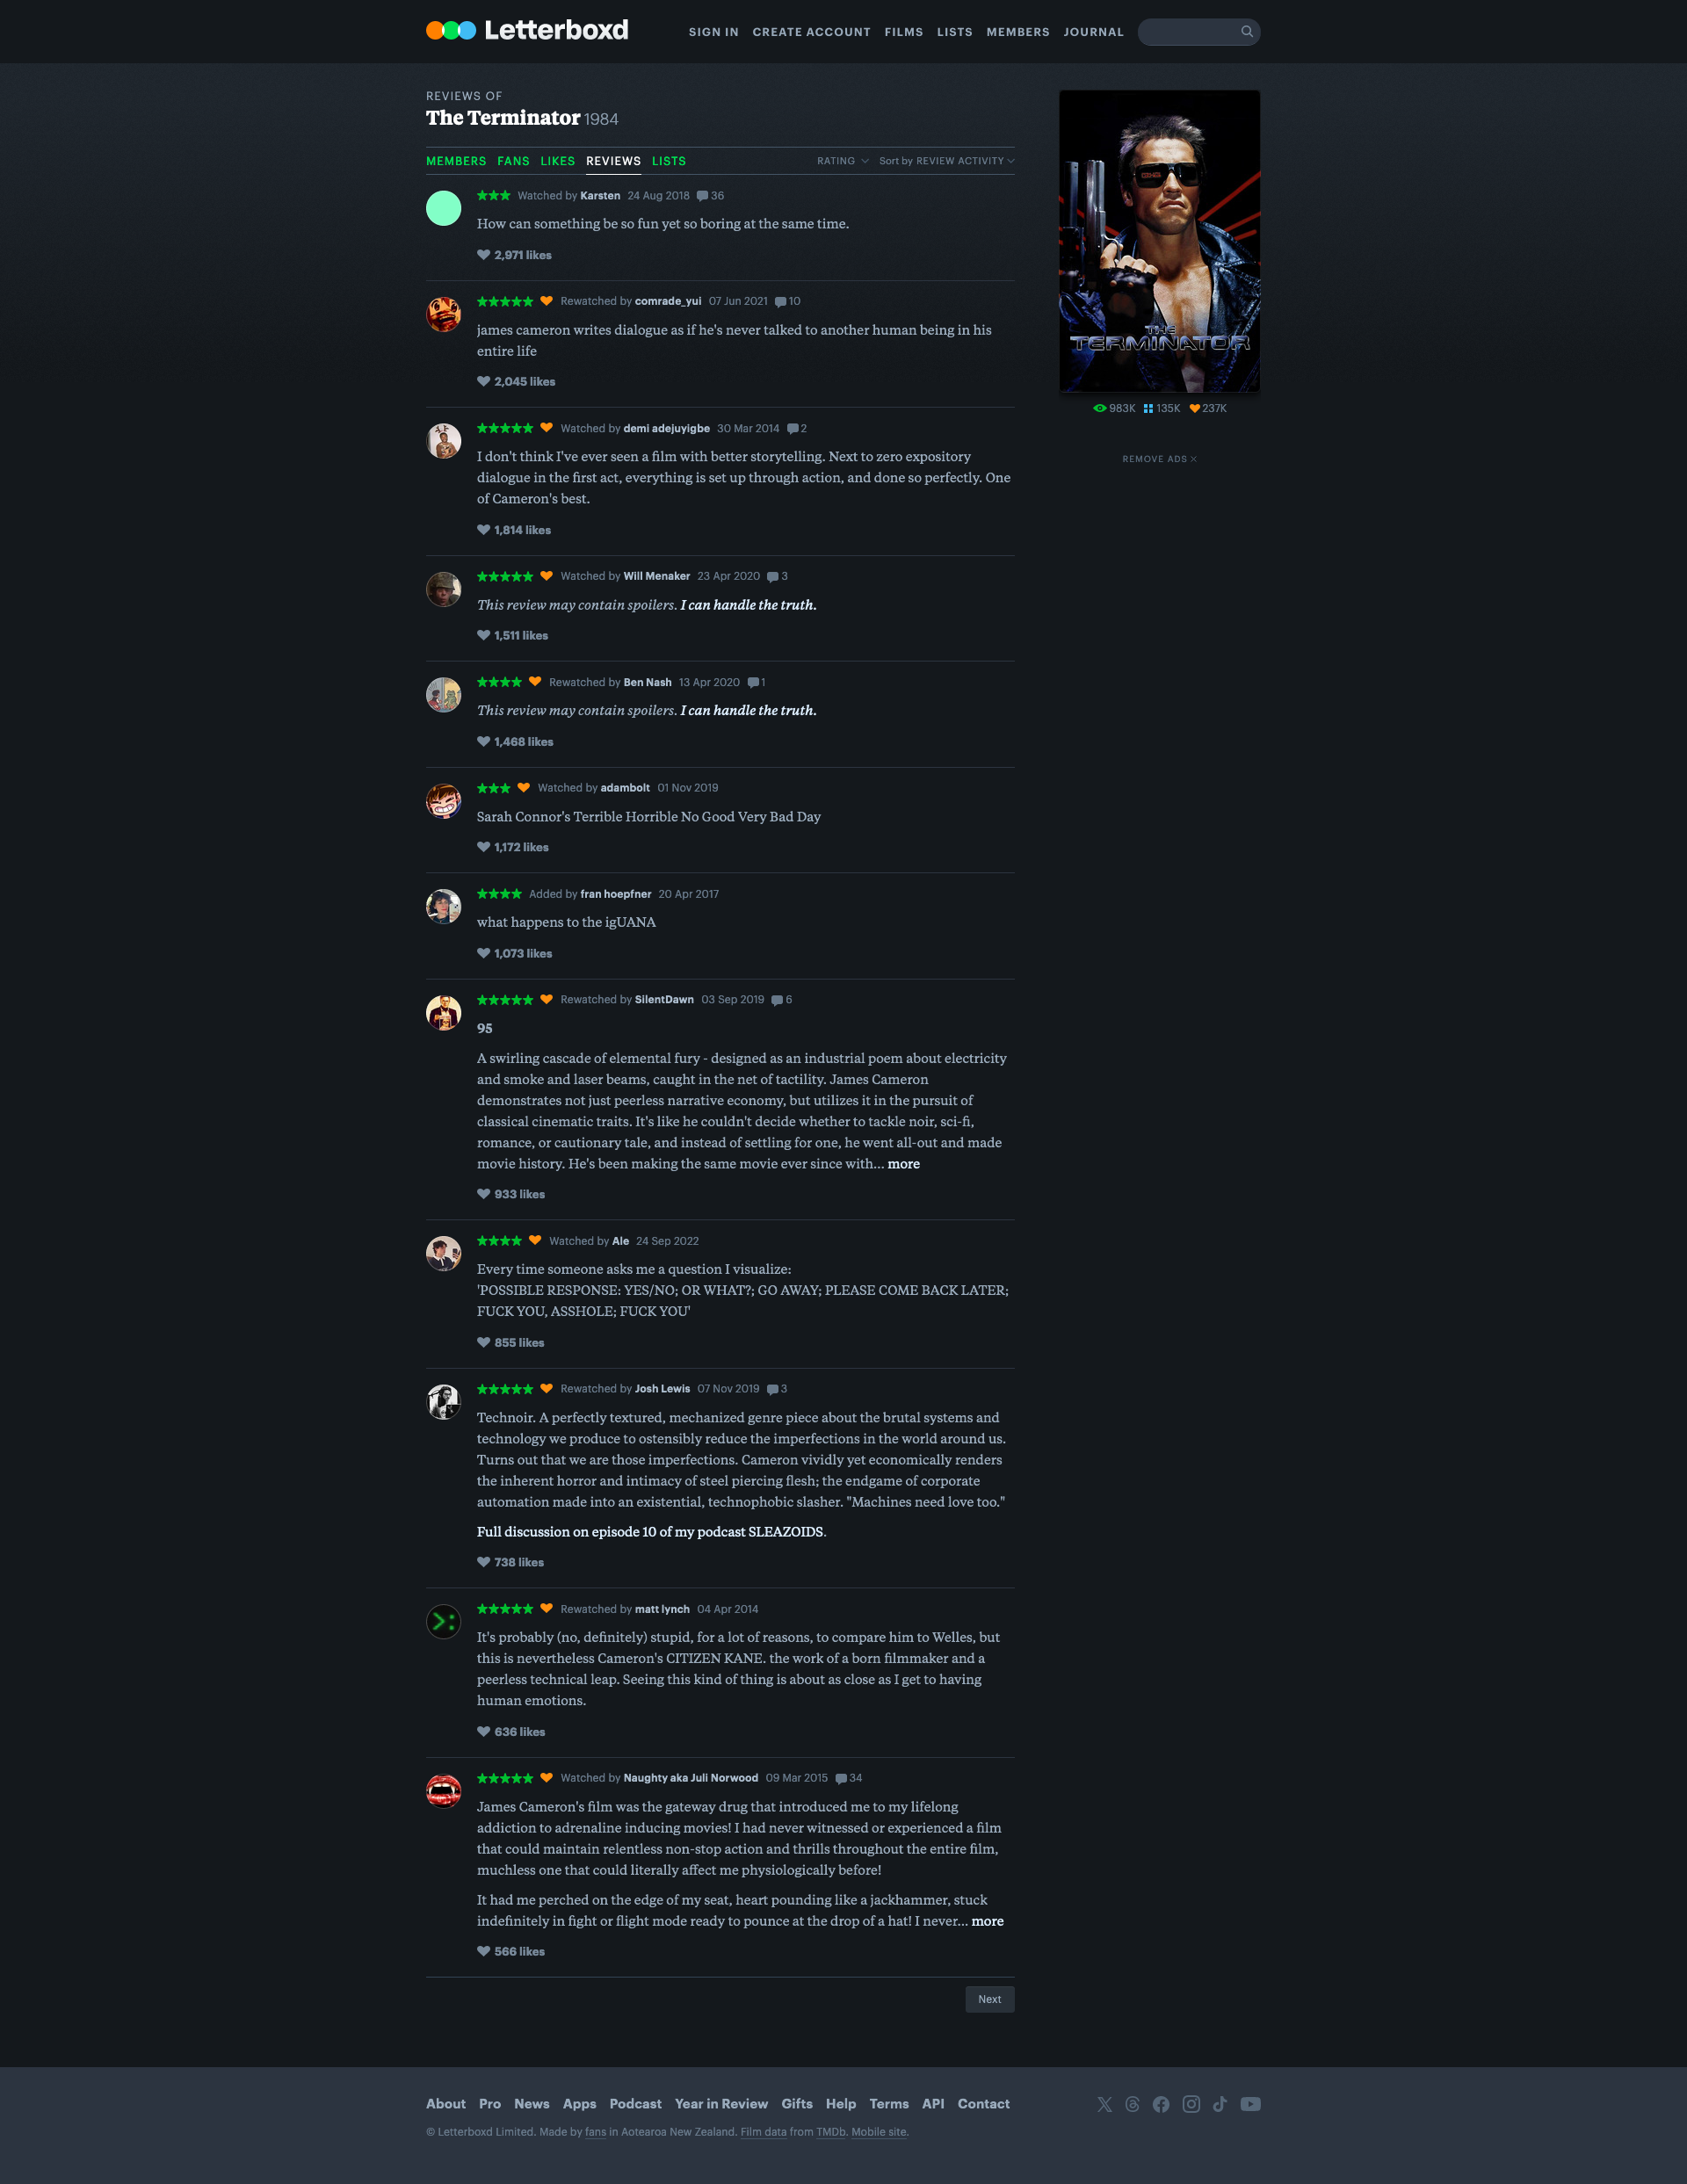 Letterboxd
SIGN IN CREATE ACCOUNT FILMS LISTS MEMBERS JOURNAL
REVIEWS OF
The Terminator 1984
MEMBERS FANS LIKES REVIEWS LISTS RATING Sort by REVIEW ACTIVITY
Watched by Karsten 24 Aug 2018 36
How can something be so fun yet so boring at the same time.
2,971 likes
Rewatched by comrade_yui 07 Jun 2021 10
james cameron writes dialogue as if he's never talked to another human being in his
entire life
2,045 likes
Watched by demi adejuyigbe 30 Mar 2014 2
I don't think I've ever seen a film with better storytelling. Next to zero expository
dialogue in the first act, everything is set up through action, and done so perfectly. One
of Cameron's best.
1,814 likes
Watched by Will Menaker 23 Apr 2020 3
This review may contain spoilers. I can handle the truth.
1,511 likes
Rewatched by Ben Nash 13 Apr 2020 1
This review may contain spoilers. I can handle the truth.
1,468 likes
Watched by adambolt 01 Nov 2019
Sarah Connor's Terrible Horrible No Good Very Bad Day
1,172 likes
Added by fran hoepfner 20 Apr 2017
what happens to the igUANA
1,073 likes
Rewatched by SilentDawn 03 Sep 2019 6
95
A swirling cascade of elemental fury - designed as an industrial poem about electricity
and smoke and laser beams, caught in the net of tactility. James Cameron
demonstrates not just peerless narrative economy, but utilizes it in the pursuit of
classical cinematic traits. It's like he couldn't decide whether to tackle noir, sci-fi,
romance, or cautionary tale, and instead of settling for one, he went all-out and made
movie history. He's been making the same movie ever since with… more
933 likes
Watched by Ale 24 Sep 2022
Every time someone asks me a question I visualize:
'POSSIBLE RESPONSE: YES/NO; OR WHAT?; GO AWAY; PLEASE COME BACK LATER;
FUCK YOU, ASSHOLE; FUCK YOU'
855 likes
Rewatched by Josh Lewis 07 Nov 2019 3
Technoir. A perfectly textured, mechanized genre piece about the brutal systems and
technology we produce to ostensibly reduce the imperfections in the world around us.
Turns out that we are those imperfections. Cameron vividly yet economically renders
the inherent horror and intimacy of steel piercing flesh; the endgame of corporate
automation made into an existential, technophobic slasher. "Machines need love too."
Full discussion on episode 10 of my podcast SLEAZOIDS.
738 likes
Rewatched by matt lynch 04 Apr 2014
It's probably (no, definitely) stupid, for a lot of reasons, to compare him to Welles, but
this is nevertheless Cameron's CITIZEN KANE. the work of a born filmmaker and a
peerless technical leap. Seeing this kind of thing is about as close as I get to having
human emotions.
636 likes
Watched by Naughty aka Juli Norwood 09 Mar 2015 34
James Cameron's film was the gateway drug that introduced me to my lifelong
addiction to adrenaline inducing movies! I had never witnessed or experienced a film
that could maintain relentless non-stop action and thrills throughout the entire film,
muchless one that could literally affect me physiologically before!
It had me perched on the edge of my seat, heart pounding like a jackhammer, stuck
indefinitely in fight or flight mode ready to pounce at the drop of a hat! I never… more
566 likes
Next
THE
TERMINATOR
983K 135K 237K
REMOVE ADS
About Pro News Apps Podcast Year in Review Gifts Help Terms API Contact
© Letterboxd Limited. Made by fans in Aotearoa New Zealand. Film data from TMDb. Mobile site.